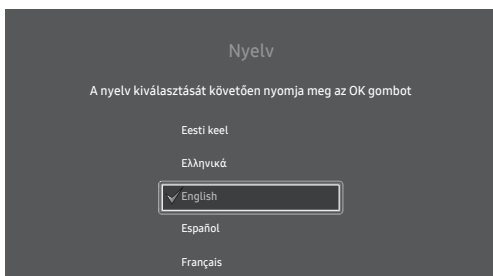 Nyelv
A nyelv kiválasztását követően nyomja meg az OK gombot
Eesti keel
Ελληνικά
English
Español
Français